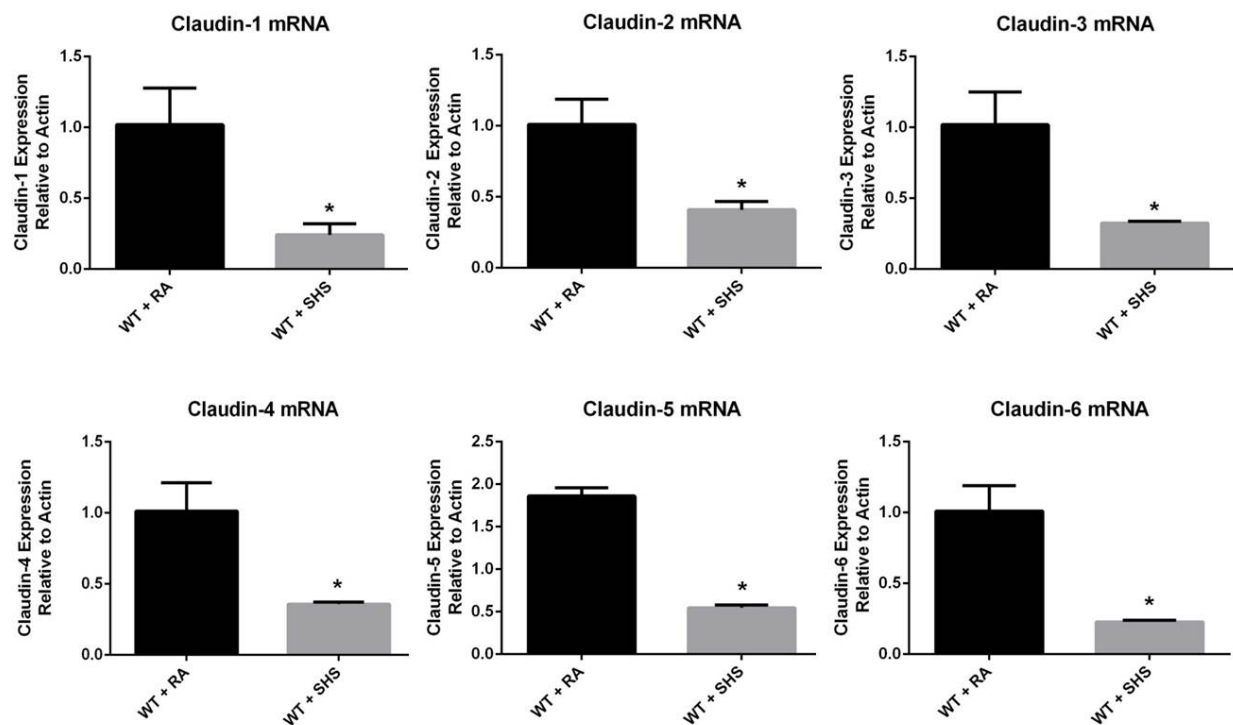 Claudin-1 mRNA
Claudin-1 Expression
Relative to Actin
1.5
1.0
0.5
0.0
*
WT + RA
WT + SHS
Claudin-2 mRNA
Claudin-2 Expression
Relative to Actin
1.5
1.0
0.5
0.0
*
WT + RA
WT + SHS
Claudin-3 mRNA
Claudin-3 Expression
Relative to Actin
1.5
1.0
0.5
0.0
*
WT + RA
WT + SHS
Claudin-4 mRNA
Claudin-4 Expression
Relative to Actin
1.5
1.0
0.5
0.0
*
WT + RA
WT + SHS
Claudin-5 mRNA
Claudin-5 Expression
Relative to Actin
2.5
2.0
1.5
1.0
0.5
0.0
*
WT + RA
WT + SHS
Claudin-6 mRNA
Claudin-6 Expression
Relative to Actin
1.5
1.0
0.5
0.0
*
WT + RA
WT + SHS